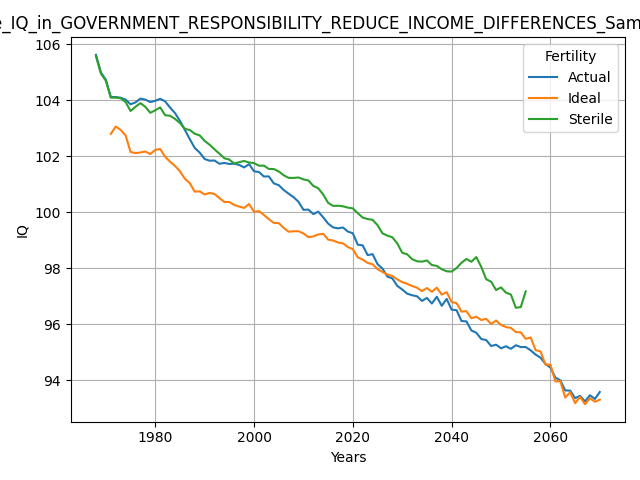 e_IQ_in_GOVERNMENT_RESPONSIBILITY_REDUCE_INCOME_DIFFERENCES_Sam
106
104
102
100
98
96
94
IQ
Fertility
Actual
Ideal
Sterile
1980
2000
2020
2040
2060
Years